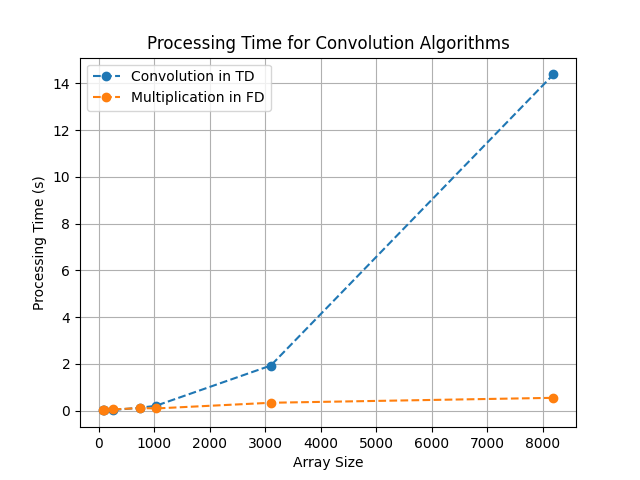 Processing Time for Convolution Algorithms
Convolution in TD
Multiplication in FD
Processing Time (s)
14
12
10
8
6
4
2
0
0 1000 2000 3000 4000 5000 6000 7000 8000
Array Size